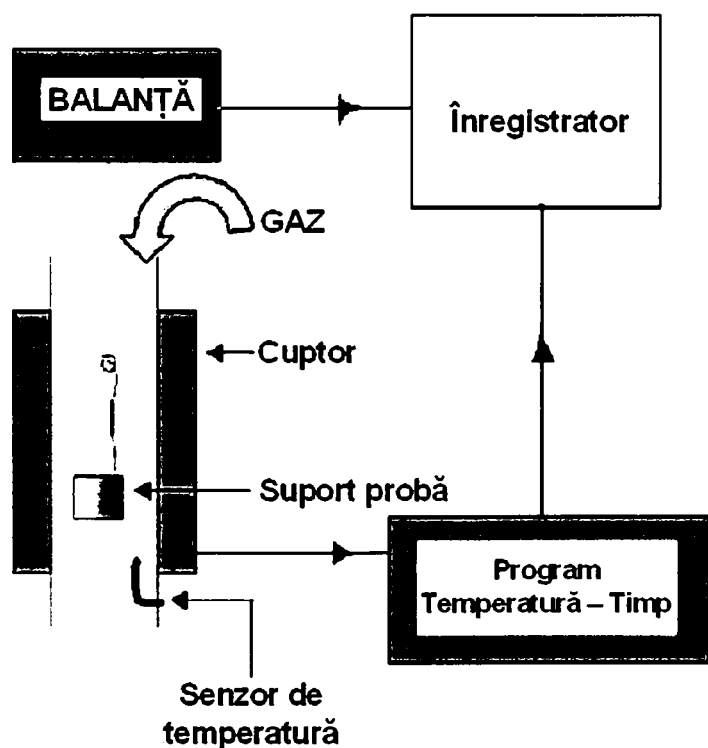 BALANȚĂ
Înregistrator
GAZ
Cuptor
Suport probă
Program
Temperatură – Timp
Senzor de
temperatură